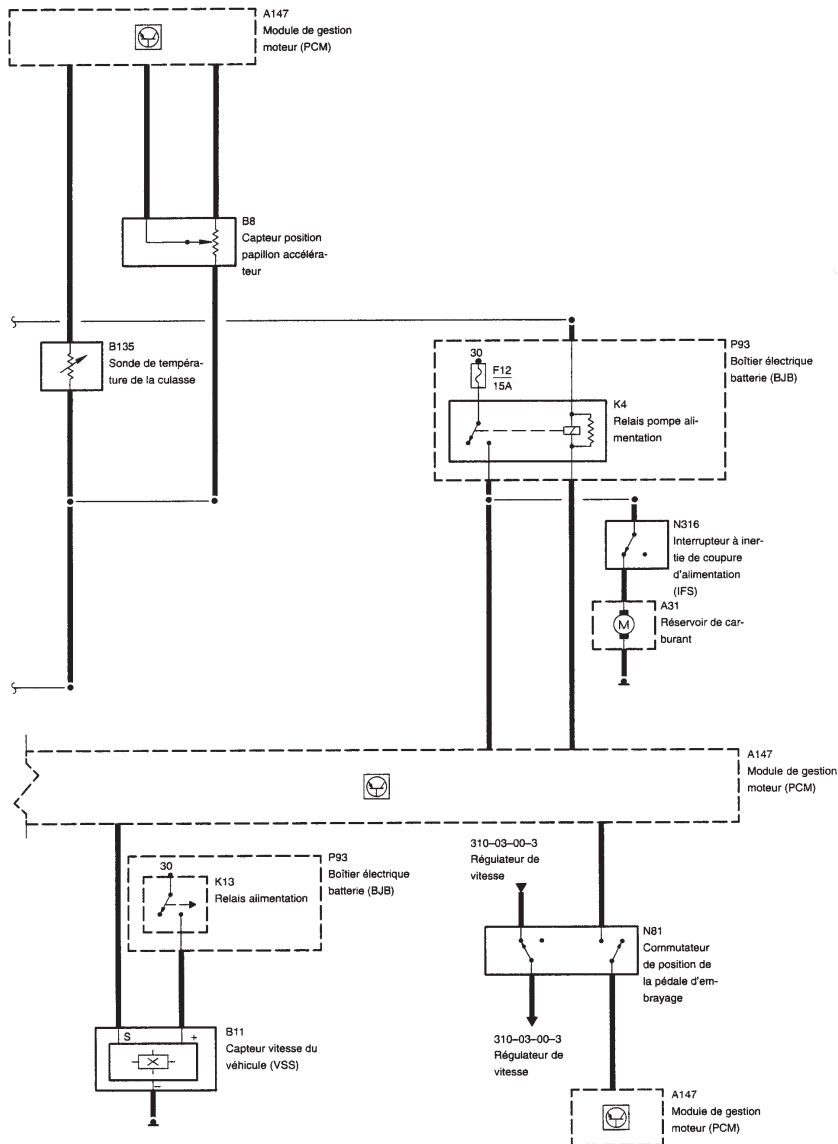 A147
Module de gestion
moteur (PCM)
B8
Capteur position
papillon accéléra-
teur
B135
Sonde de tempéra-
ture de la culasse
P93
Boîtier électrique
batterie (BJB)
30
F12
15A
K4
Relais pompe ali-
mentation
N316
Interrupteur à iner-
tie de coupure
d'alimentation
(IFS)
A31
Réservoir de car-
burant
M
A147
Module de gestion
moteur (PCM)
P93
Boîtier électrique
batterie (BJB)
30
K13
Relais alimentation
310–03–00–3
Régulateur de
vitesse
N81
Commutateur
de position de
la pédale d'em-
brayage
B11
Capteur vitesse du
véhicule (VSS)
S
+
–
310–03–00–3
Régulateur de
vitesse
A147
Module de gestion
moteur (PCM)